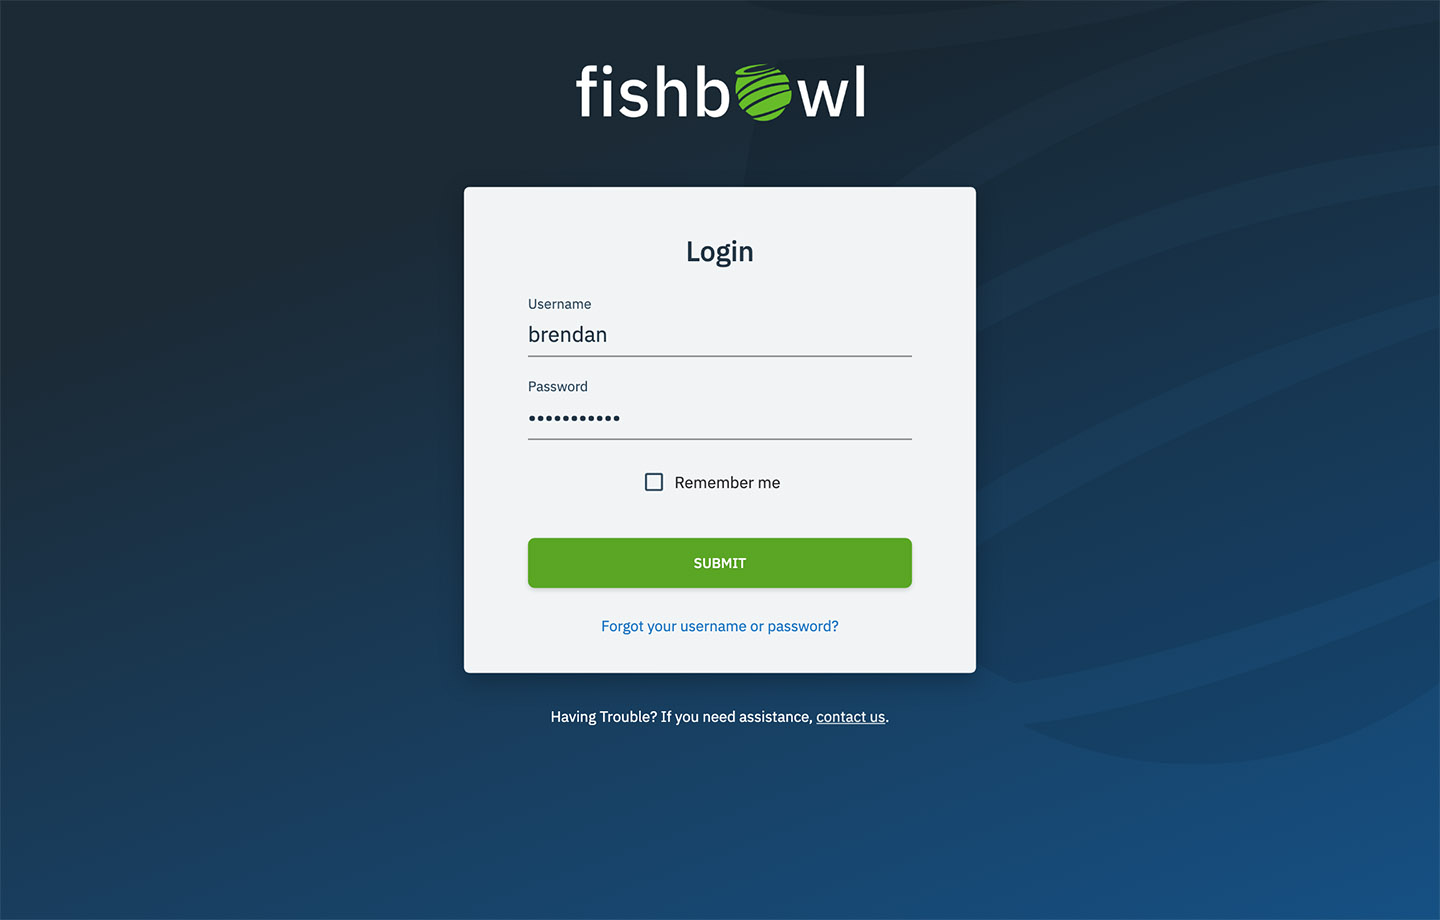 fishbowl
Login
Username
brendan
Password
•••••••••••
Remember me
SUBMIT
Forgot your username or password?
Having Trouble? If you need assistance, contact us.